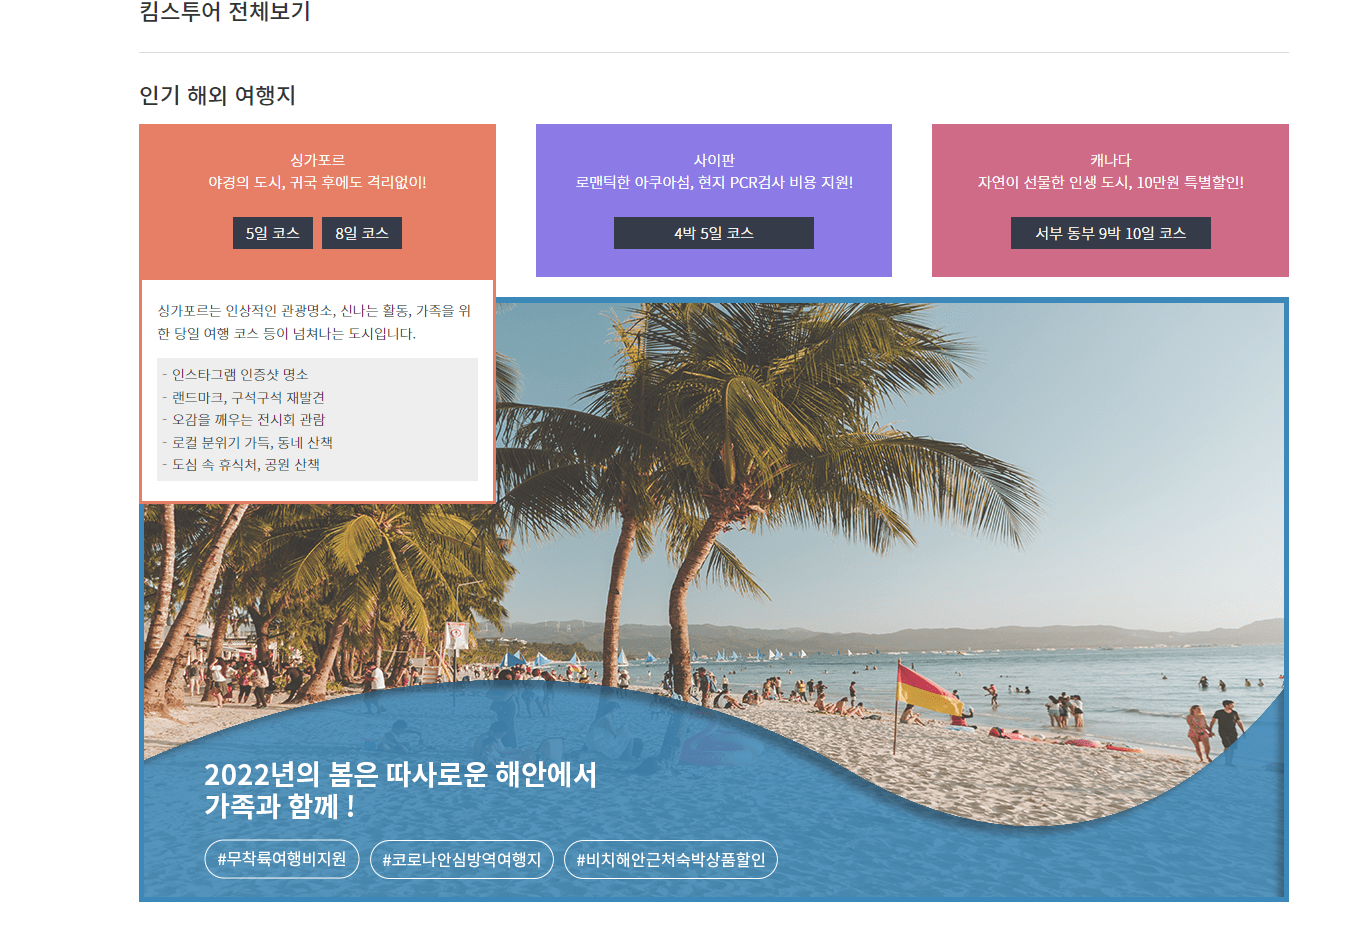 킴스투어 전체보기
인기 해외 여행지
싱가포르
야경의 도시, 귀국 후에도 격리없이!
5일 코스
8일 코스
사이판
로맨틱한 아쿠아섬, 현지 PCR검사 비용 지원!
4박 5일 코스
캐나다
자연이 선물한 인생 도시, 10만원 특별할인!
서부 동부 9박 10일 코스
싱가포르는 인상적인 관광명소, 신나는 활동, 가족을 위
한 당일 여행 코스 등이 넘쳐나는 도시입니다.
- 인스타그램 인증샷 명소
- 랜드마크, 구석구석 재발견
- 오감을 깨우는 전시회 관람
- 로컬 분위기 가득, 동네 산책
- 도심 속 휴식처, 공원 산책
2022년의 봄은 따사로운 해안에서
가족과 함께 !
#무착륙여행비지원
#코로나안심방역여행지
#비치해안근처숙박상품할인